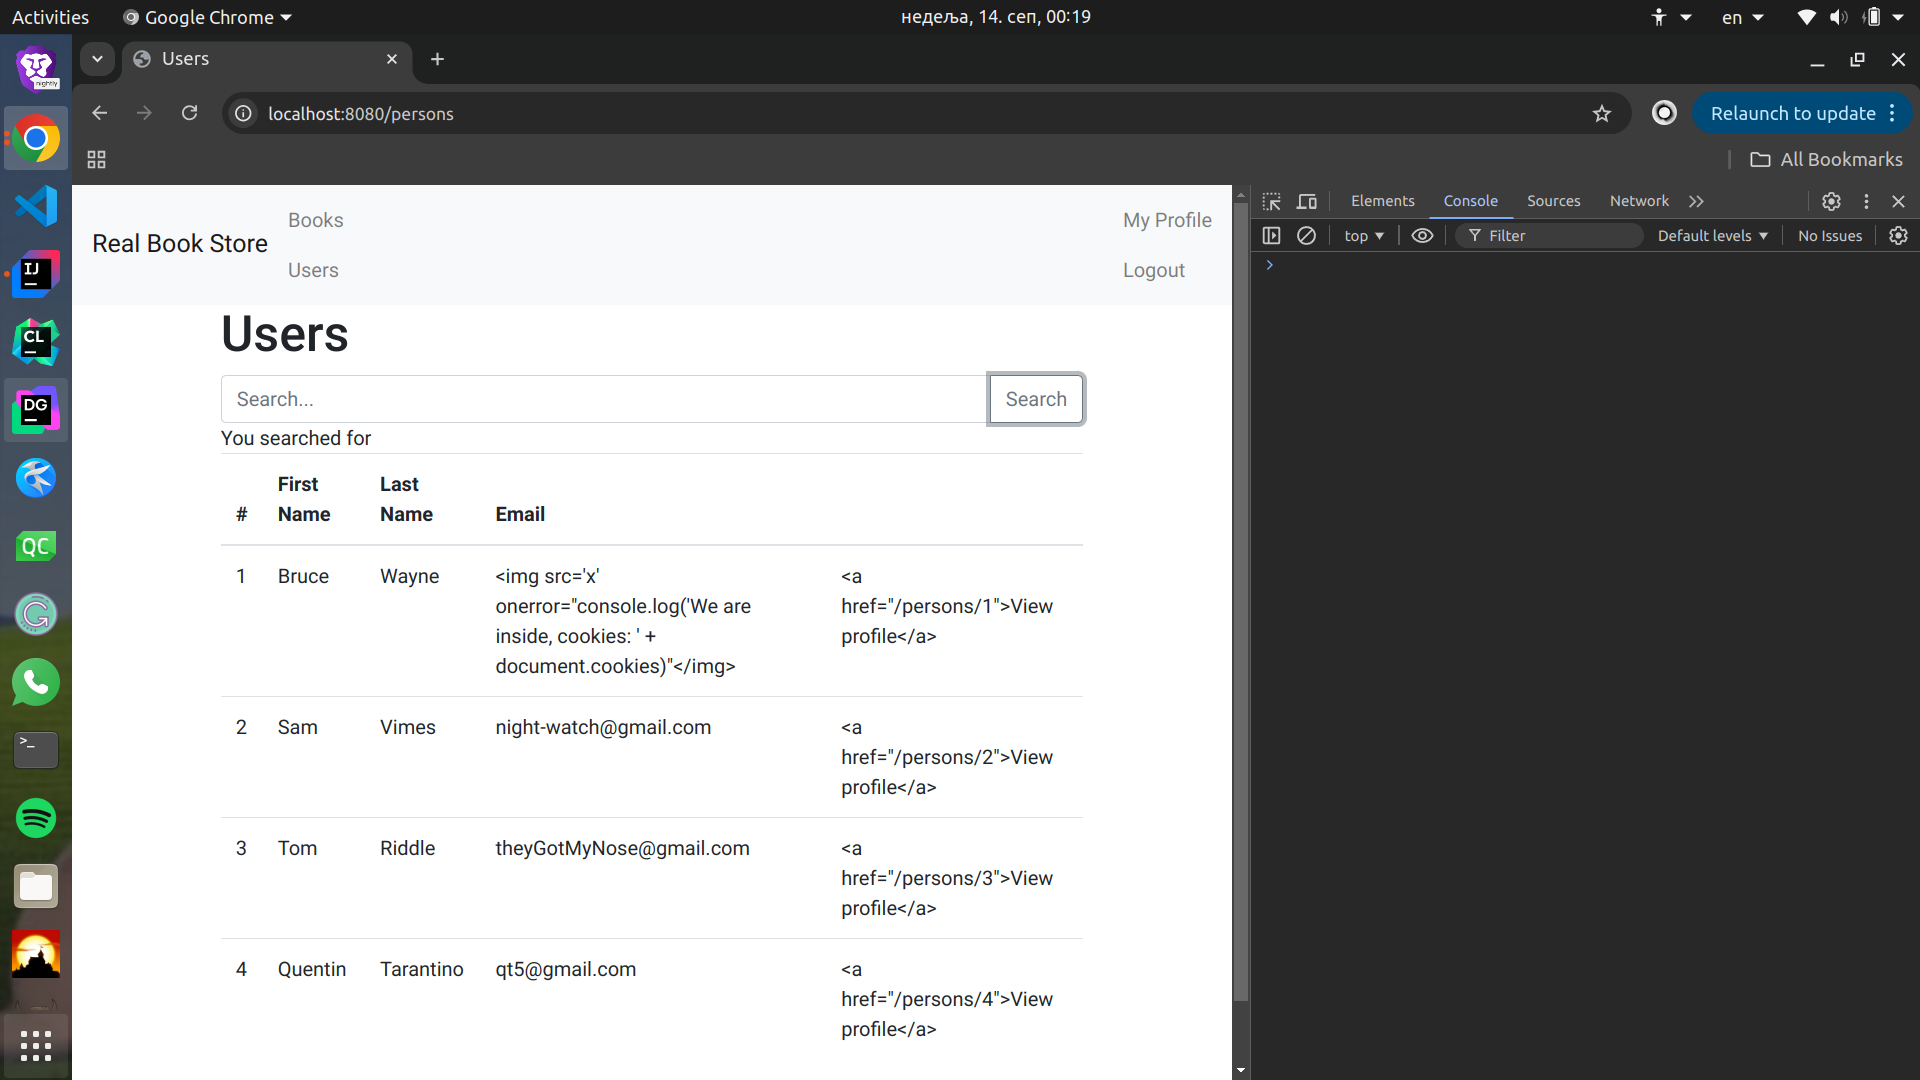 Activities
Google Chrome
недеља, 14. сеп, 00:19
en
Users
localhost:8080/persons
Relaunch to update
All Bookmarks
nightly
IJ
CL
DG
QC
>_
Real Book Store
Books
Users
My Profile
Logout
Users
Search...
Search
You searched for
#
First
Name
Last
Name
Email
1
Bruce
Wayne
<img src='x'
onerror="console.log('We are
inside, cookies: ' +
document.cookies)"</img>
<a
href="/persons/1">View
profile</a>
2
Sam
Vimes
night-watch@gmail.com
<a
href="/persons/2">View
profile</a>
3
Tom
Riddle
theyGotMyNose@gmail.com
<a
href="/persons/3">View
profile</a>
4
Quentin
Tarantino
qt5@gmail.com
<a
href="/persons/4">View
profile</a>
Elements
Console
Sources
Network
top
Filter
Default levels
No Issues